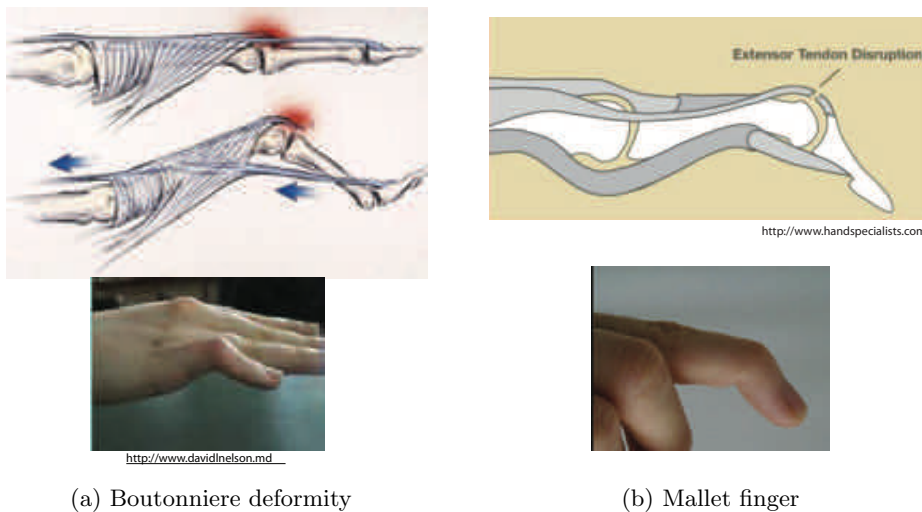 Extensor Tendon Disruption
http://www.handspecialists.com
http://www.davidlnelson.md
(a) Boutonniere deformity
(b) Mallet finger